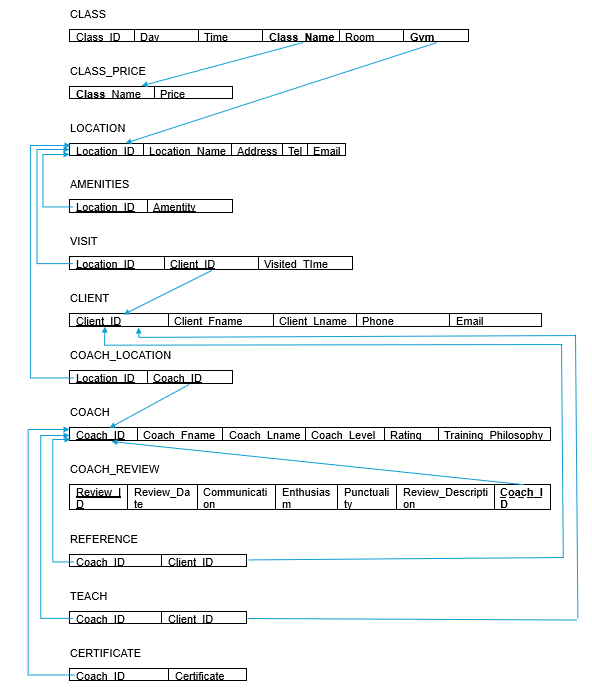 CLASS
Class_ID Day Time Class_Name Room Gym
CLASS_PRICE
Class_Name Price
LOCATION
Location_ID Location_Name Address Tel Email
AMENITIES
Location_ID Amentity
VISIT
Location_ID Client_ID Visited_TIme
CLIENT
Client_ID Client_Fname Client_Lname Phone Email
COACH_LOCATION
Location_ID Coach_ID
COACH
Coach_ID Coach_Fname Coach_Lname Coach_Level Rating Training_Philosophy
COACH_REVIEW
Review_I Review_Da Communicati Enthusias Punctuali Review_Descripti Coach_I
D te on m ty on D
REFERENCE
Coach_ID Client_ID
TEACH
Coach_ID Client_ID
CERTIFICATE
Coach_ID Certificate